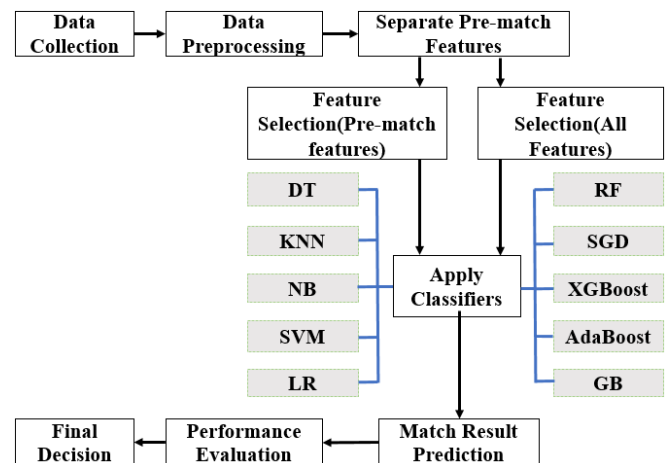 Data
Collection
Data
Preprocessing
Separate Pre-match
Features
Feature
Selection(Pre-match
features)
Feature
Selection(All
Features)
DT
KNN
NB
SVM
LR
Apply
Classifiers
RF
SGD
XGBoost
AdaBoost
GB
Final
Decision
Performance
Evaluation
Match Result
Prediction